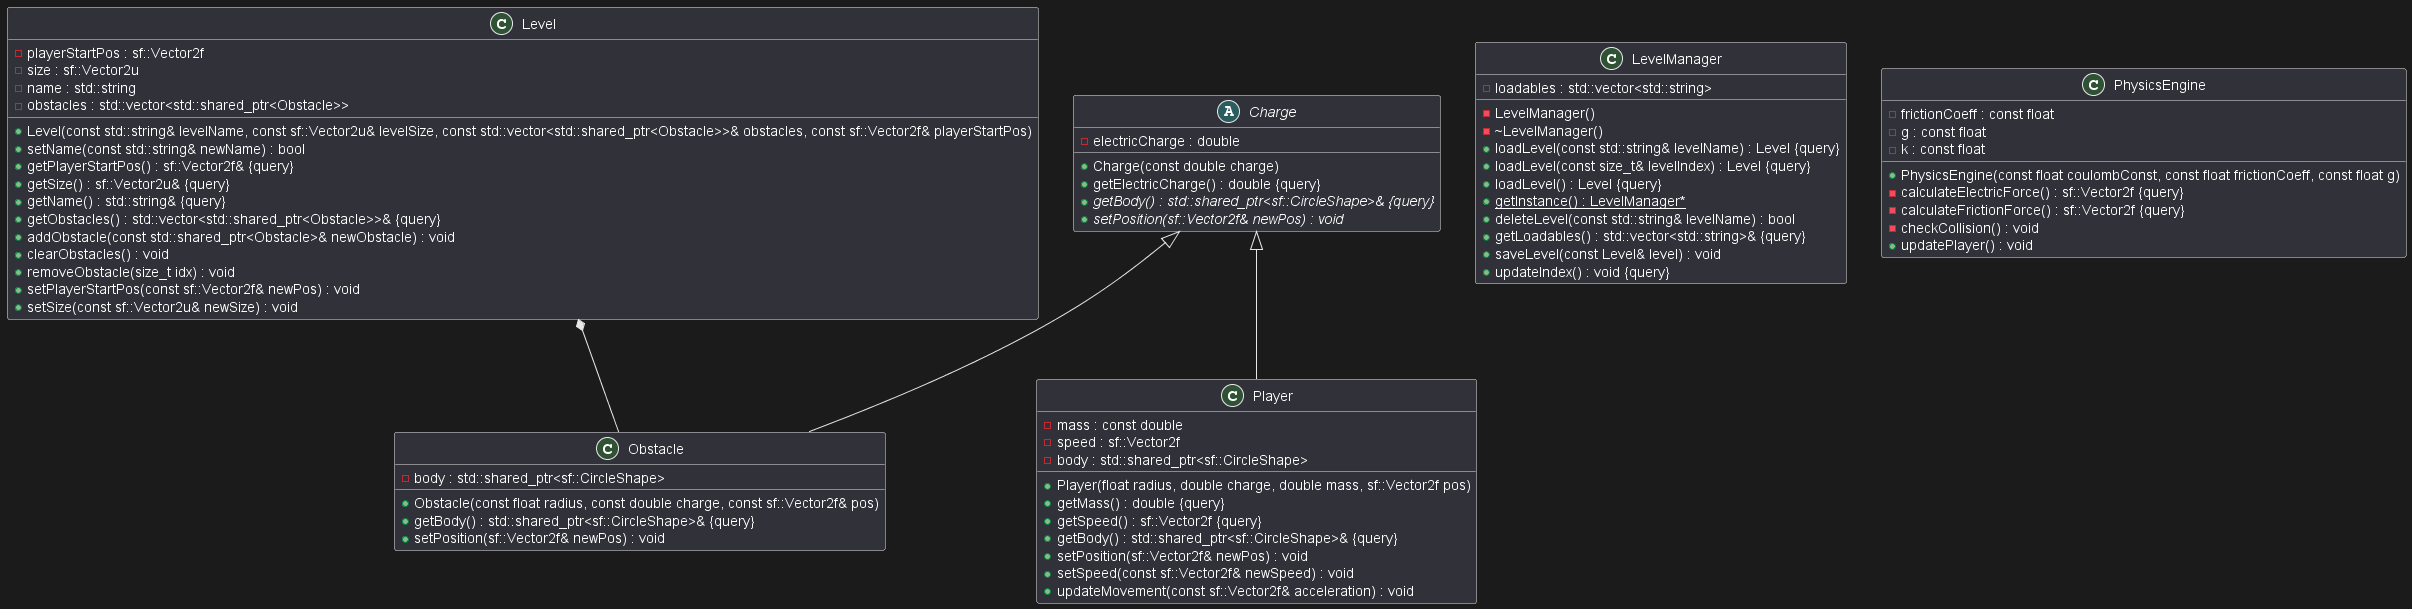 C Level
playerStartPos : sf::Vector2f
size : sf::Vector2u
name : std::string
obstacles : std::vector<std::shared_ptr<Obstacle>>
Level(const std::string& levelName, const sf::Vector2u& levelSize, const std::vector<std::shared_ptr<Obstacle>>& obstacles, const sf::Vector2f& playerStartPos)
setName(const std::string& newName) : bool
getPlayerStartPos() : sf::Vector2f& {query}
getSize() : sf::Vector2u& {query}
getName() : std::string& {query}
getObstacles() : std::vector<std::shared_ptr<Obstacle>>& {query}
addObstacle(const std::shared_ptr<Obstacle>& newObstacle) : void
clearObstacles() : void
removeObstacle(size_t idx) : void
setPlayerStartPos(const sf::Vector2f& newPos) : void
setSize(const sf::Vector2u& newSize) : void
A Charge
electricCharge : double
Charge(const double charge)
getElectricCharge() : double {query}
getBody() : std::shared_ptr<sf::CircleShape>& {query}
setPosition(sf::Vector2f& newPos) : void
C LevelManager
loadables : std::vector<std::string>
LevelManager()
~LevelManager()
loadLevel(const std::string& levelName) : Level {query}
loadLevel(const size_t& levelIndex) : Level {query}
loadLevel() : Level {query}
getInstance() : LevelManager*
deleteLevel(const std::string& levelName) : bool
getLoadables() : std::vector<std::string>& {query}
saveLevel(const Level& level) : void
updateIndex() : void {query}
C PhysicsEngine
frictionCoeff : const float
g : const float
k : const float
PhysicsEngine(const float coulombConst, const float frictionCoeff, const float g)
calculateElectricForce() : sf::Vector2f {query}
calculateFrictionForce() : sf::Vector2f {query}
checkCollision() : void
updatePlayer() : void
C Obstacle
body : std::shared_ptr<sf::CircleShape>
Obstacle(const float radius, const double charge, const sf::Vector2f& pos)
getBody() : std::shared_ptr<sf::CircleShape>& {query}
setPosition(sf::Vector2f& newPos) : void
C Player
mass : const double
speed : sf::Vector2f
body : std::shared_ptr<sf::CircleShape>
Player(float radius, double charge, double mass, sf::Vector2f pos)
getMass() : double {query}
getSpeed() : sf::Vector2f {query}
getBody() : std::shared_ptr<sf::CircleShape>& {query}
setPosition(sf::Vector2f& newPos) : void
setSpeed(const sf::Vector2f& newSpeed) : void
updateMovement(const sf::Vector2f& acceleration) : void